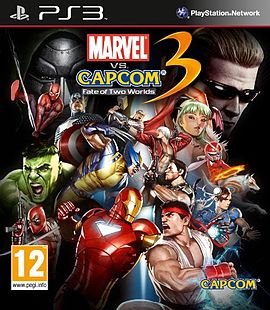 PS3
PlayStation®Network
MARVEL
VS.
CAPCOM® 3
Fate of Two Worlds
12
www.pegi.info
CAPCOM®